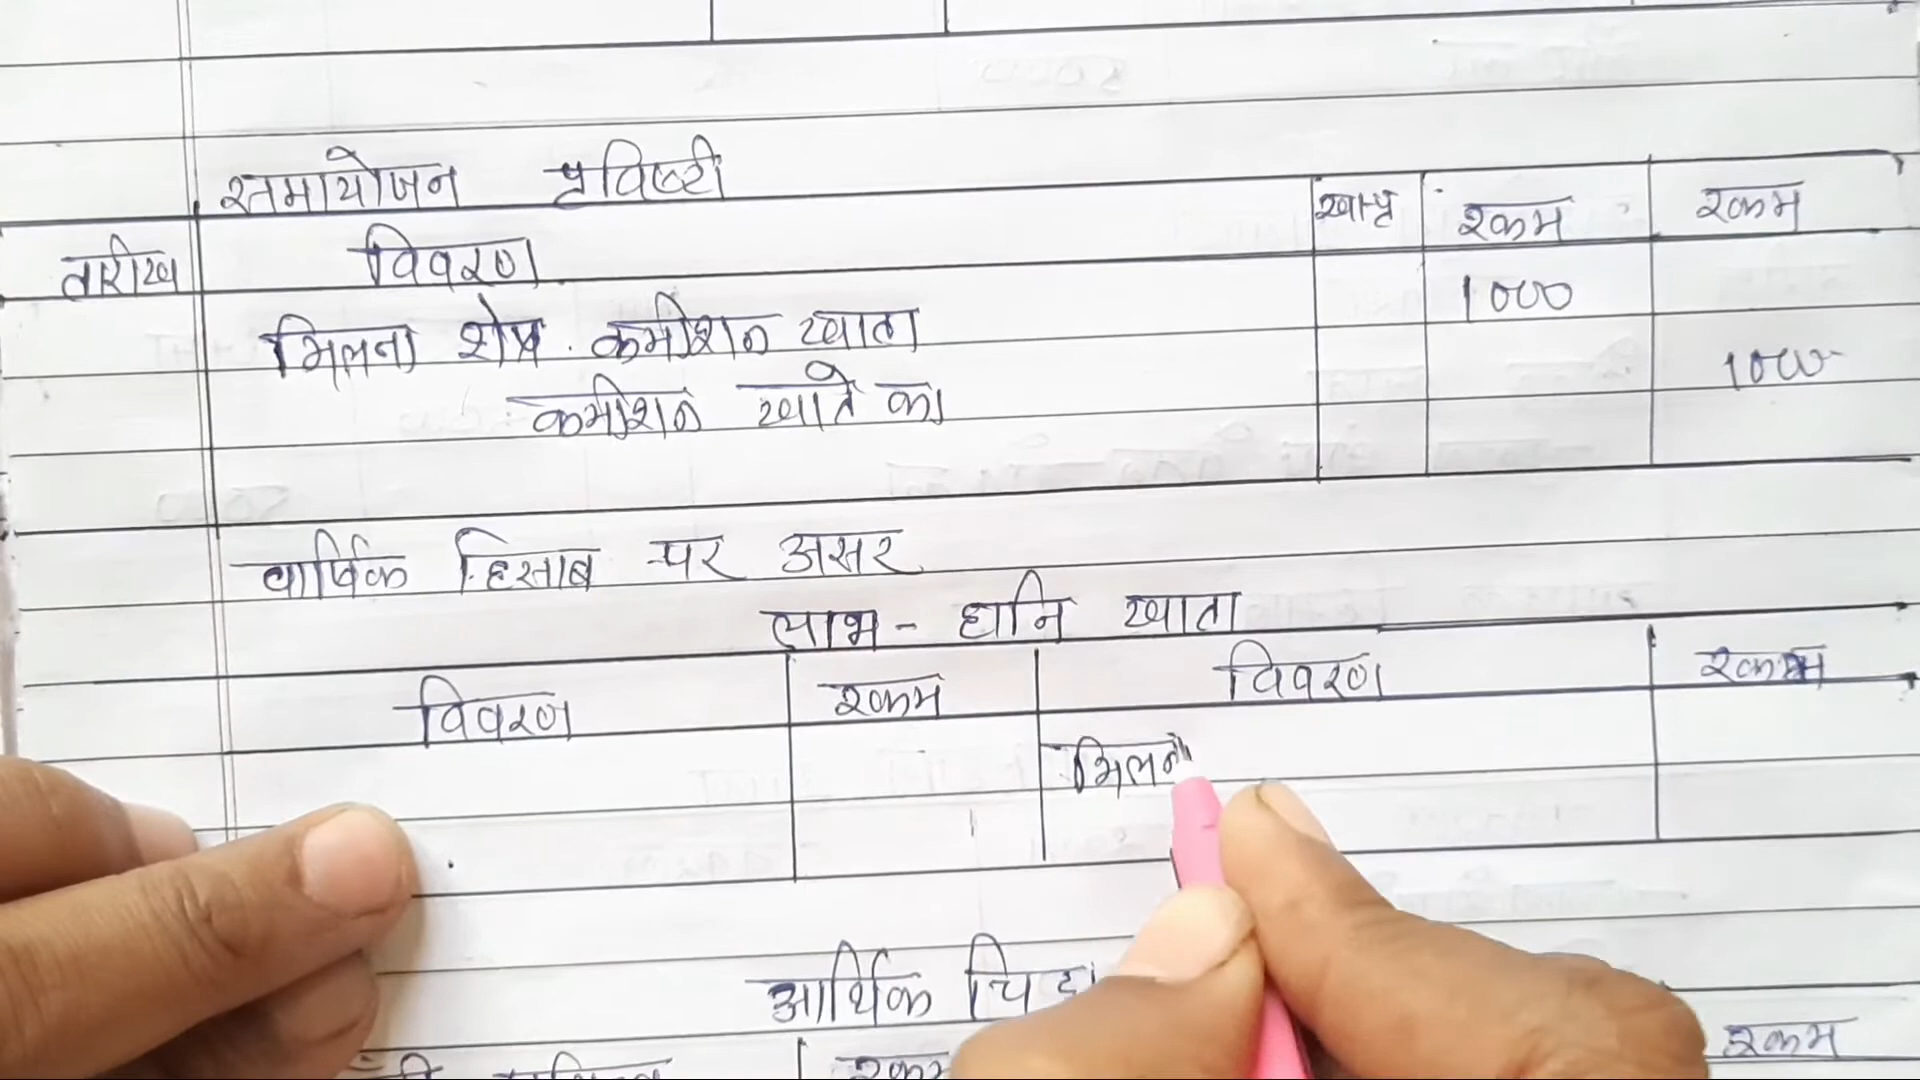 समायोजन प्रविष्टी
तारीख विवरण खापृ रकम रकम
मिलना शेष कमीशन खाता 1000
कमीशन खाते का 1000
वार्षिक हिसाब पर असर
लाभ - हानि खाता
विवरण रकम विवरण रकम
मिलन
आर्थिक
रकम रकम